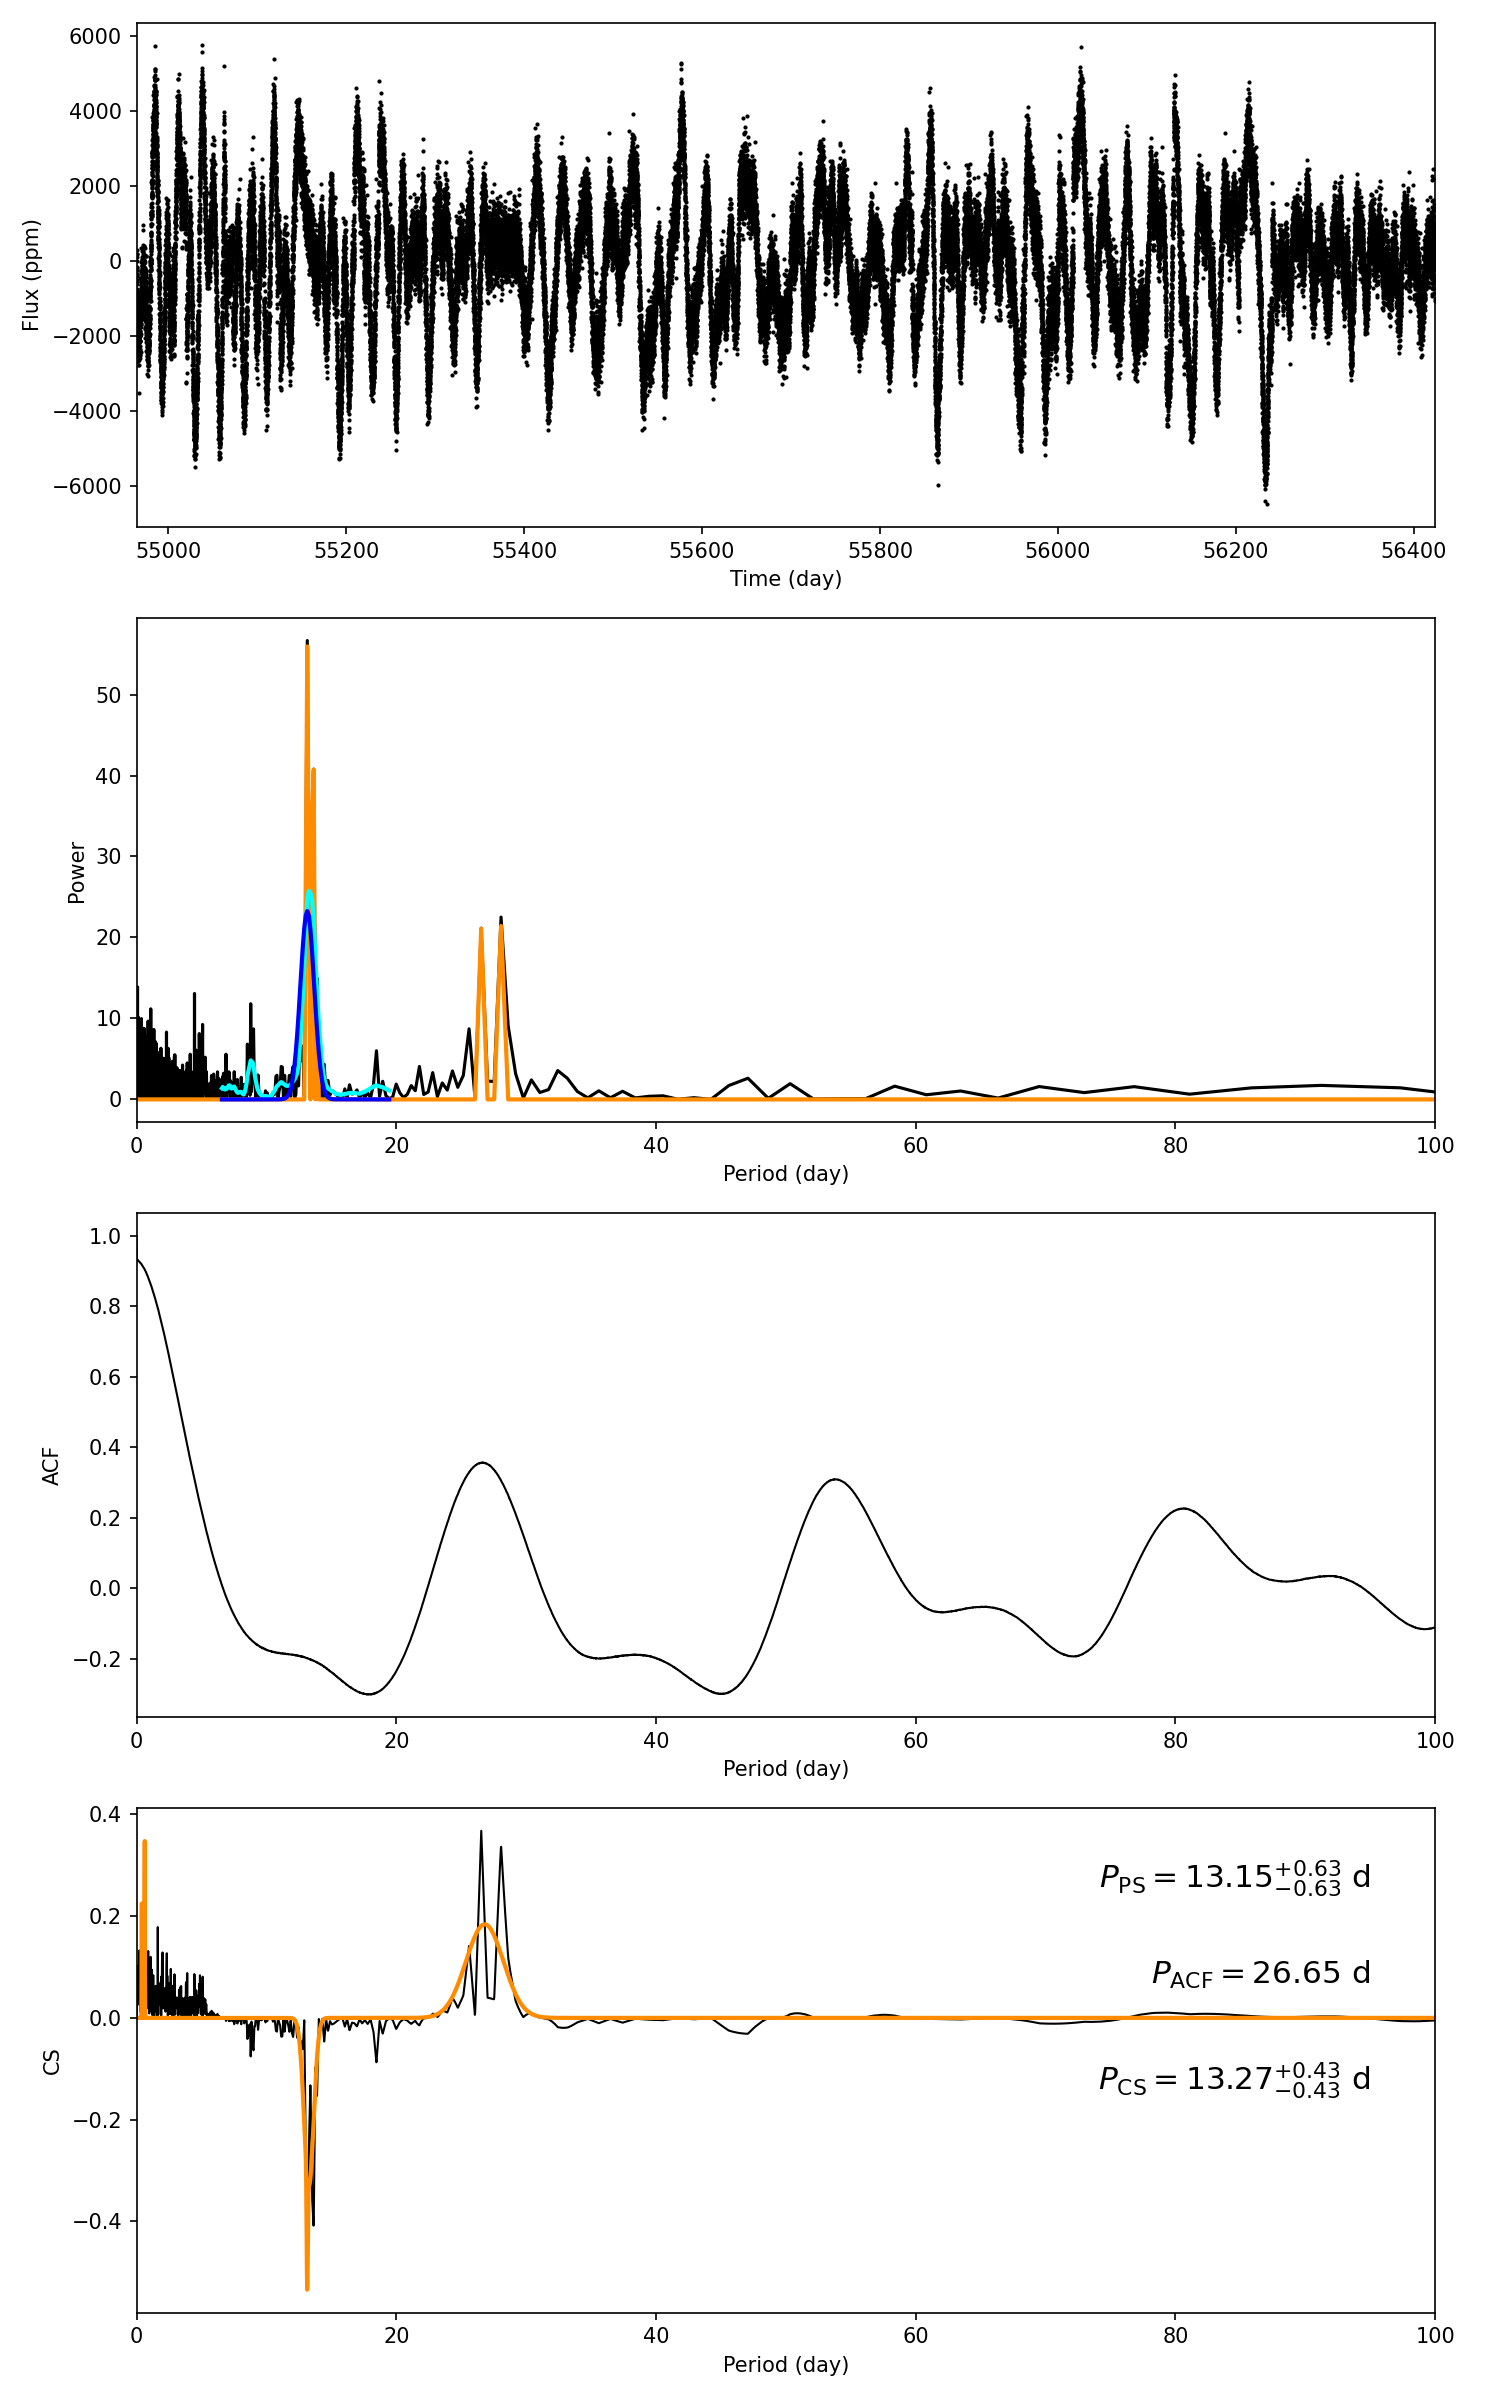 6000
4000
2000
0
−2000
−4000
−6000
Flux (ppm)
55000 55200 55400 55600 55800 56000 56200 56400
Time (day)
50
40
30
20
10
0
Power
0 20 40 60 80 100
Period (day)
1.0
0.8
0.6
0.4
0.2
0.0
−0.2
ACF
0 20 40 60 80 100
Period (day)
0.4
0.2
0.0
−0.2
−0.4
CS
P_PS = 13.15^{+0.63}_{−0.63} d
P_ACF = 26.65 d
P_CS = 13.27^{+0.43}_{−0.43} d
0 20 40 60 80 100
Period (day)